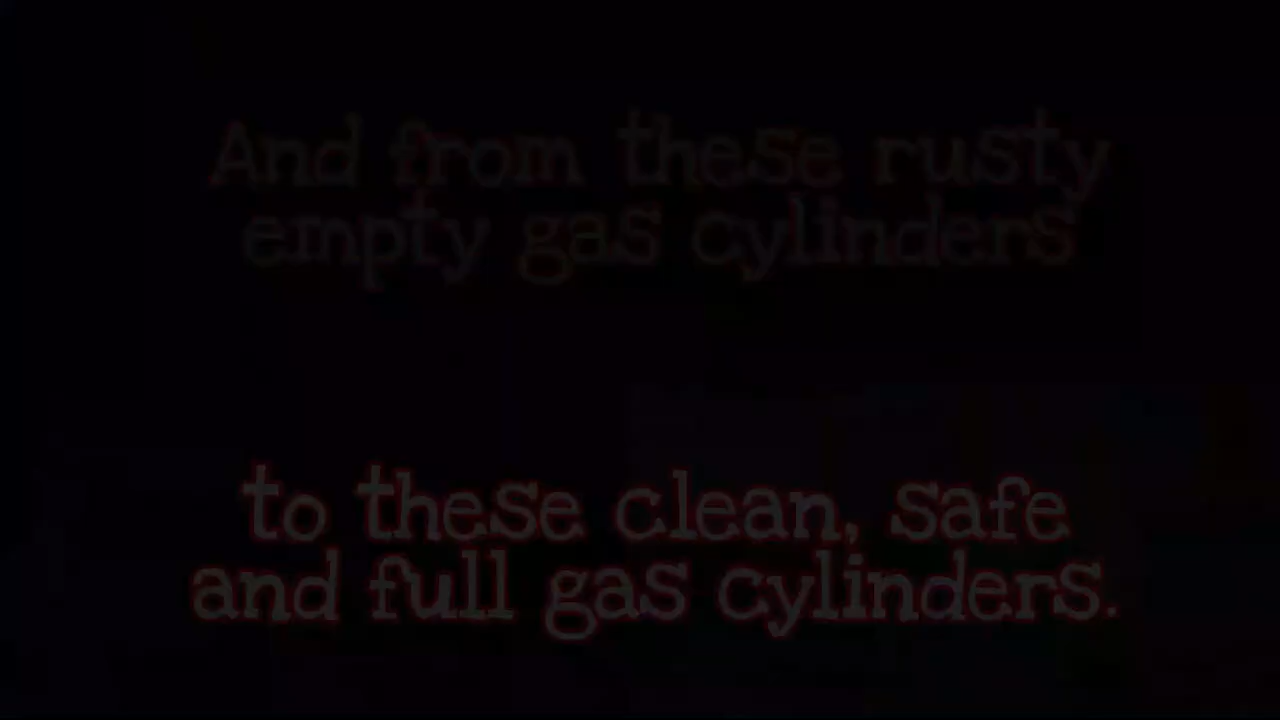 And from these rusty
empty gas cylinders
to these clean, safe
and full gas cylinders.